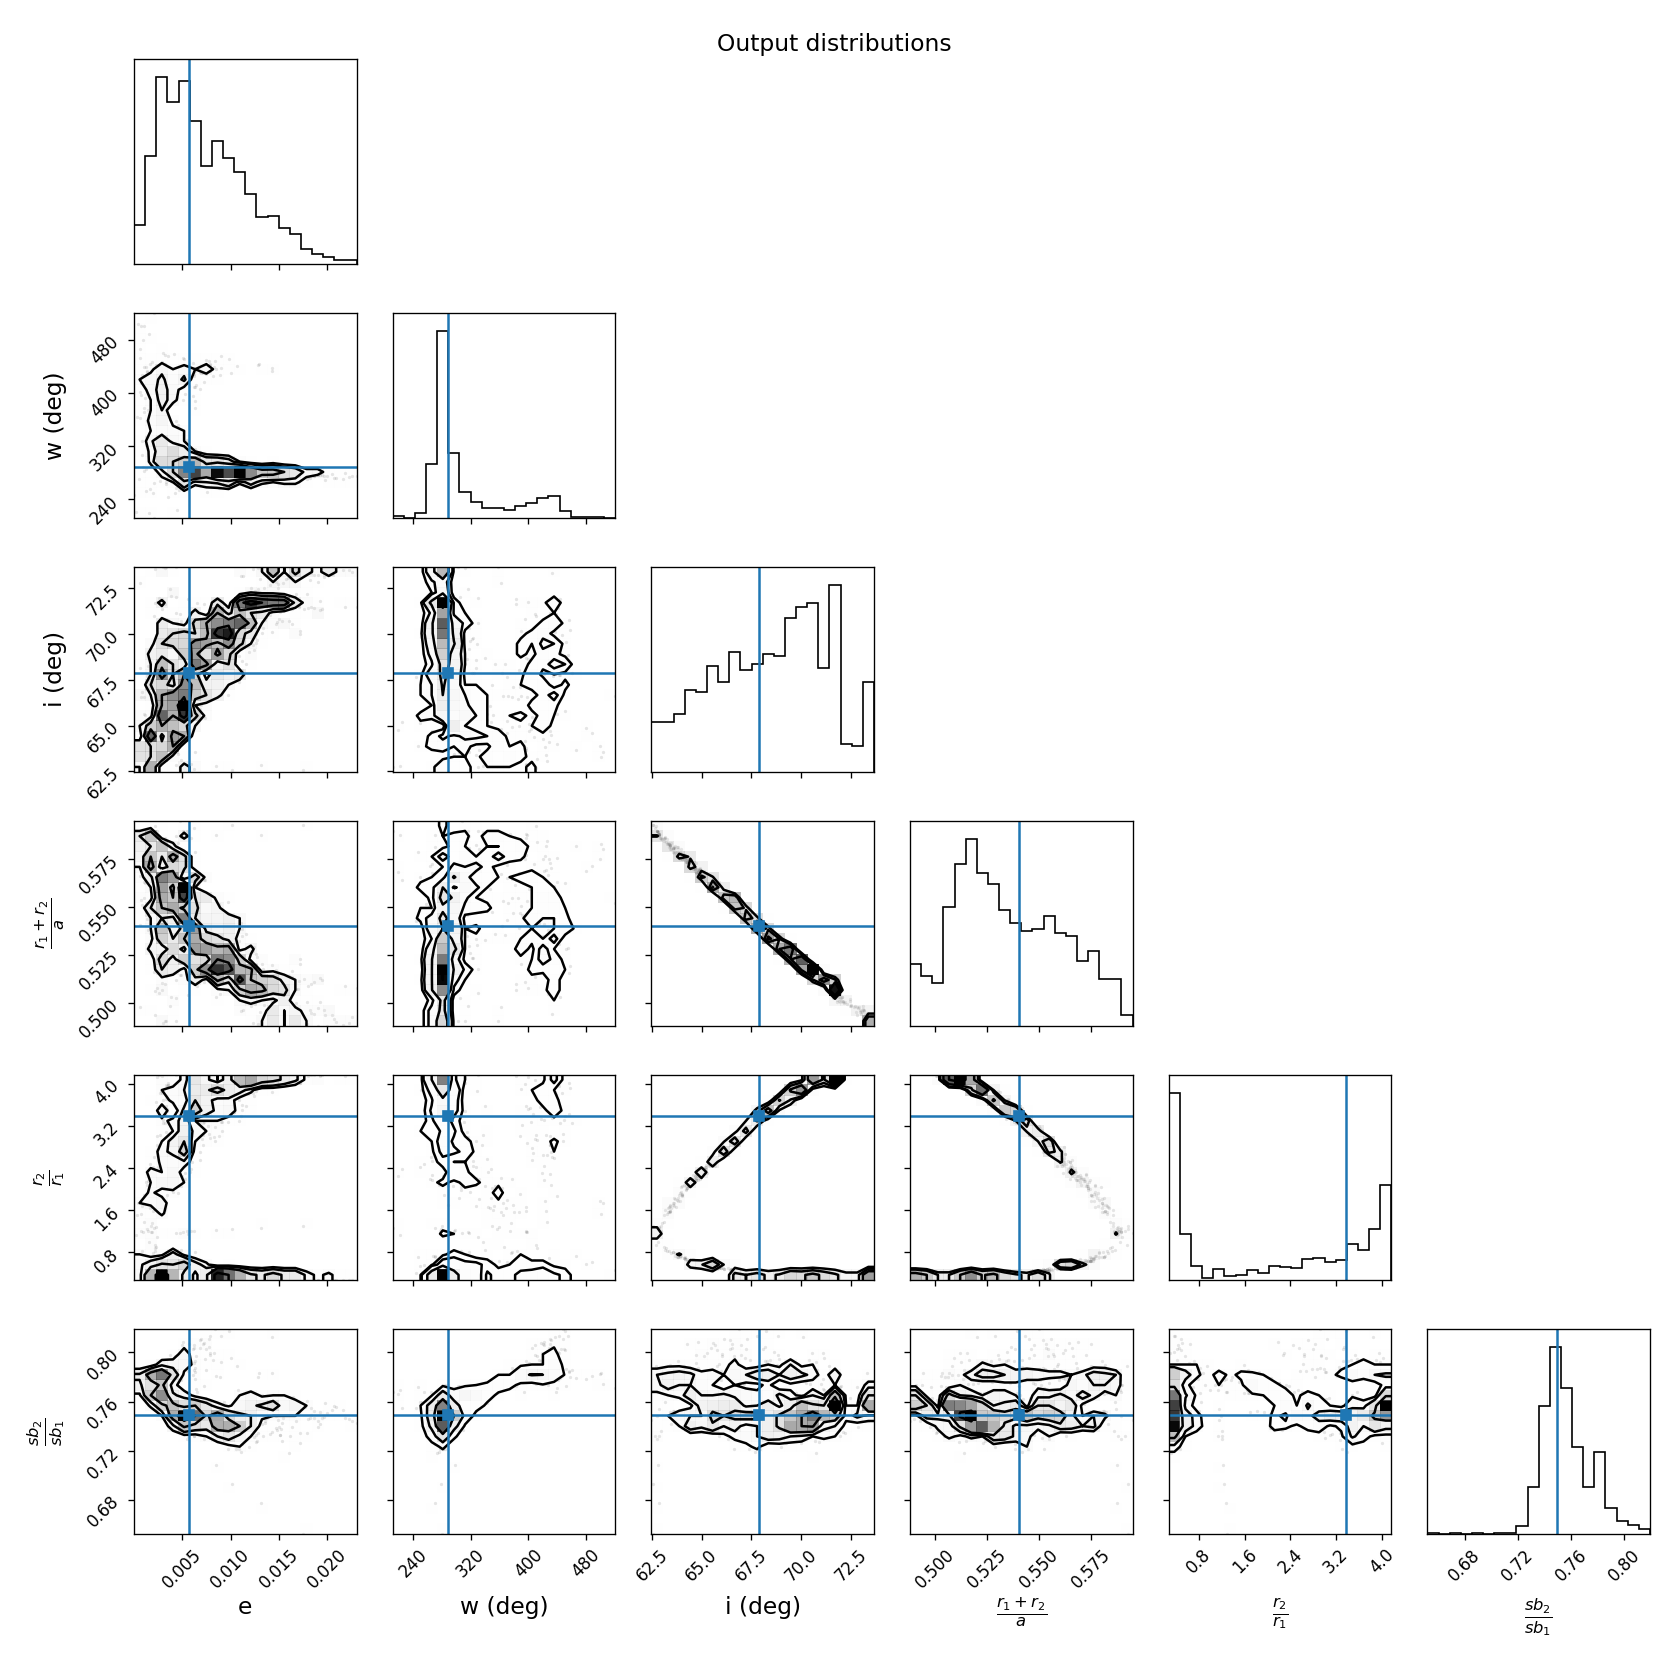 Output distributions
480
400
320
240
w (deg)
72.5
70.0
67.5
65.0
62.5
i (deg)
0.575
0.550
0.525
0.500
r₁ + r₂
a
4.0
3.2
2.4
1.6
0.8
r₂
r₁
0.80
0.76
0.72
0.68
sb₂
sb₁
0.005 0.010 0.015 0.020
240 320 400 480
62.5 65.0 67.5 70.0 72.5
0.500 0.525 0.550 0.575
0.8 1.6 2.4 3.2 4.0
0.68 0.72 0.76 0.80
e
w (deg)
i (deg)
r₁ + r₂
a
r₂
r₁
sb₂
sb₁